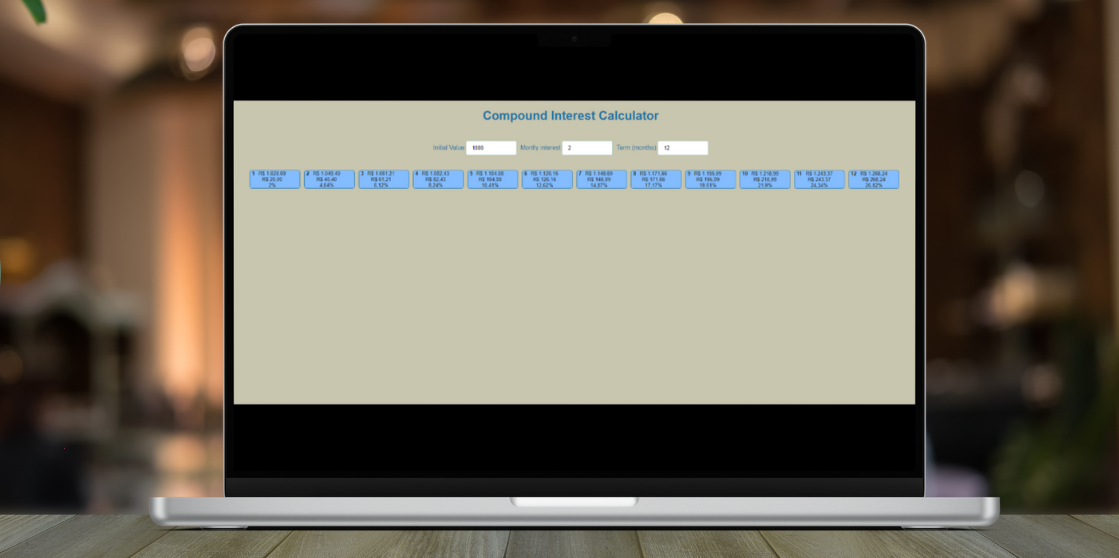 Compound Interest Calculator
Initial Value 1000 Montly interest 2 Term (months) 12
1 R$ 1.020,00
R$ 20,00
2%
2 R$ 1.040,40
R$ 40,40
4,04%
3 R$ 1.061,21
R$ 61,21
6,12%
4 R$ 1.082,43
R$ 82,43
8,24%
5 R$ 1.104,08
R$ 104,08
10,41%
6 R$ 1.126,16
R$ 126,16
12,62%
7 R$ 1.148,69
R$ 148,69
14,87%
8 R$ 1.171,66
R$ 171,66
17,17%
9 R$ 1.195,09
R$ 195,09
19,51%
10 R$ 1.218,99
R$ 218,99
21,9%
11 R$ 1.243,37
R$ 243,37
24,34%
12 R$ 1.268,24
R$ 268,24
26,82%